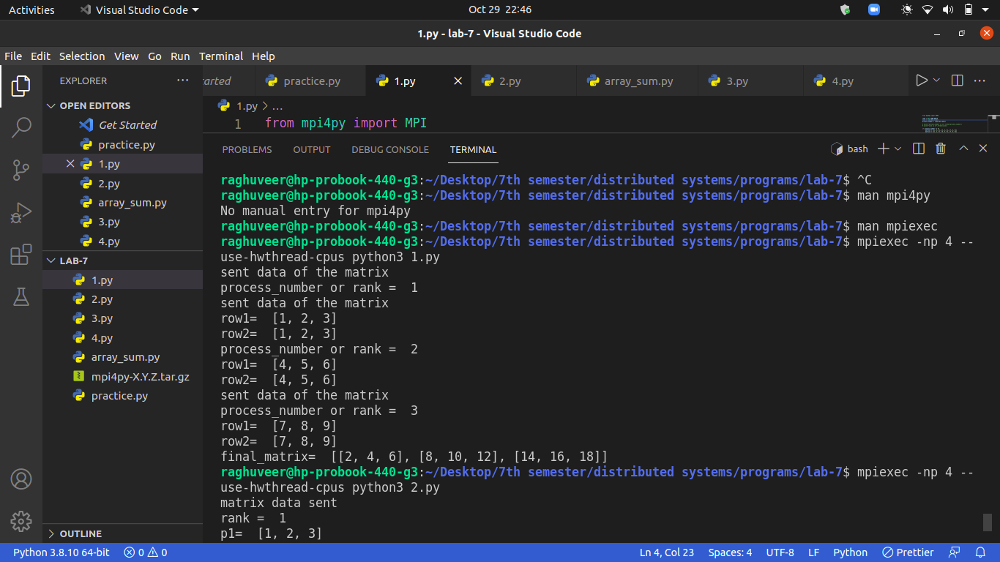 Activities Visual Studio Code Oct 29 22:46
1.py - lab-7 - Visual Studio Code
File Edit Selection View Go Run Terminal Help
EXPLORER
OPEN EDITORS
Get Started
practice.py
1.py
2.py
array_sum.py
3.py
4.py
LAB-7
1.py
2.py
3.py
4.py
array_sum.py
mpi4py-X.Y.Z.tar.gz
practice.py
OUTLINE
arted practice.py 1.py 2.py array_sum.py 3.py 4.py
1.py > ...
1 from mpi4py import MPI
PROBLEMS OUTPUT DEBUG CONSOLE TERMINAL bash
raghuveer@hp-probook-440-g3:~/Desktop/7th semester/distributed systems/programs/lab-7$ ^C
raghuveer@hp-probook-440-g3:~/Desktop/7th semester/distributed systems/programs/lab-7$ man mpi4py
No manual entry for mpi4py
raghuveer@hp-probook-440-g3:~/Desktop/7th semester/distributed systems/programs/lab-7$ man mpiexec
raghuveer@hp-probook-440-g3:~/Desktop/7th semester/distributed systems/programs/lab-7$ mpiexec -np 4 --
use-hwthread-cpus python3 1.py
sent data of the matrix
process_number or rank =  1
sent data of the matrix
row1=  [1, 2, 3]
row2=  [1, 2, 3]
process_number or rank =  2
row1=  [4, 5, 6]
row2=  [4, 5, 6]
sent data of the matrix
process_number or rank =  3
row1=  [7, 8, 9]
row2=  [7, 8, 9]
final_matrix=  [[2, 4, 6], [8, 10, 12], [14, 16, 18]]
raghuveer@hp-probook-440-g3:~/Desktop/7th semester/distributed systems/programs/lab-7$ mpiexec -np 4 --
use-hwthread-cpus python3 2.py
matrix data sent
rank =  1
p1=  [1, 2, 3]
Python 3.8.10 64-bit 0 0 Ln 4, Col 23 Spaces: 4 UTF-8 LF Python Prettier